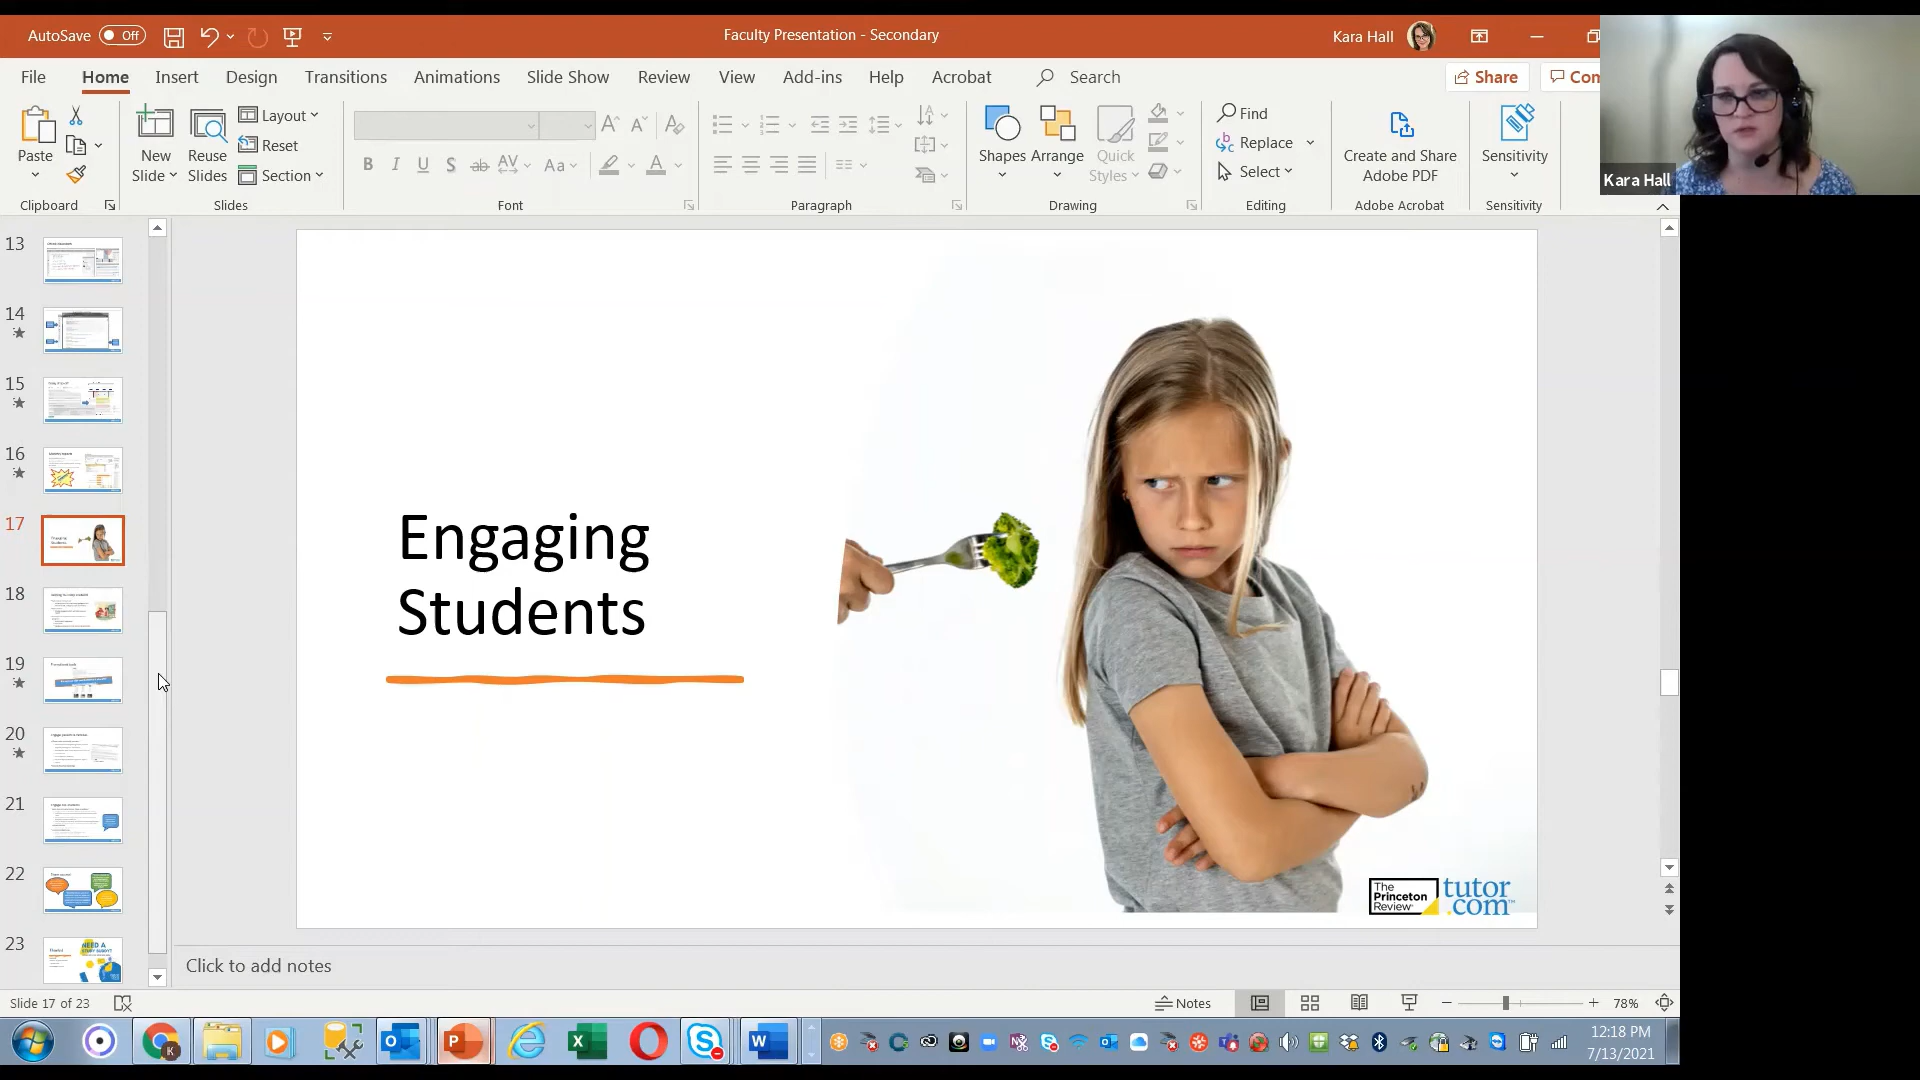 AutoSave Off
Faculty Presentation - Secondary
Kara Hall
File Home Insert Design Transitions Animations Slide Show Review View Add-ins Help Acrobat Search
Share
Com
Kara Hall
Paste
New
Slide
Reuse
Slides
Layout
Reset
Section
Shapes
Arrange
Quick
Styles
Find
Replace
Select
Create and Share
Adobe PDF
Sensitivity
Clipboard
Slides
Font
Paragraph
Drawing
Editing
Adobe Acrobat
Sensitivity
13
14
15
16
17
18
19
20
21
22
23
Engaging
Students
The
Princeton
Review
tutor
.com
Click to add notes
Slide 17 of 23
Notes
78%
12:18 PM
7/13/2021